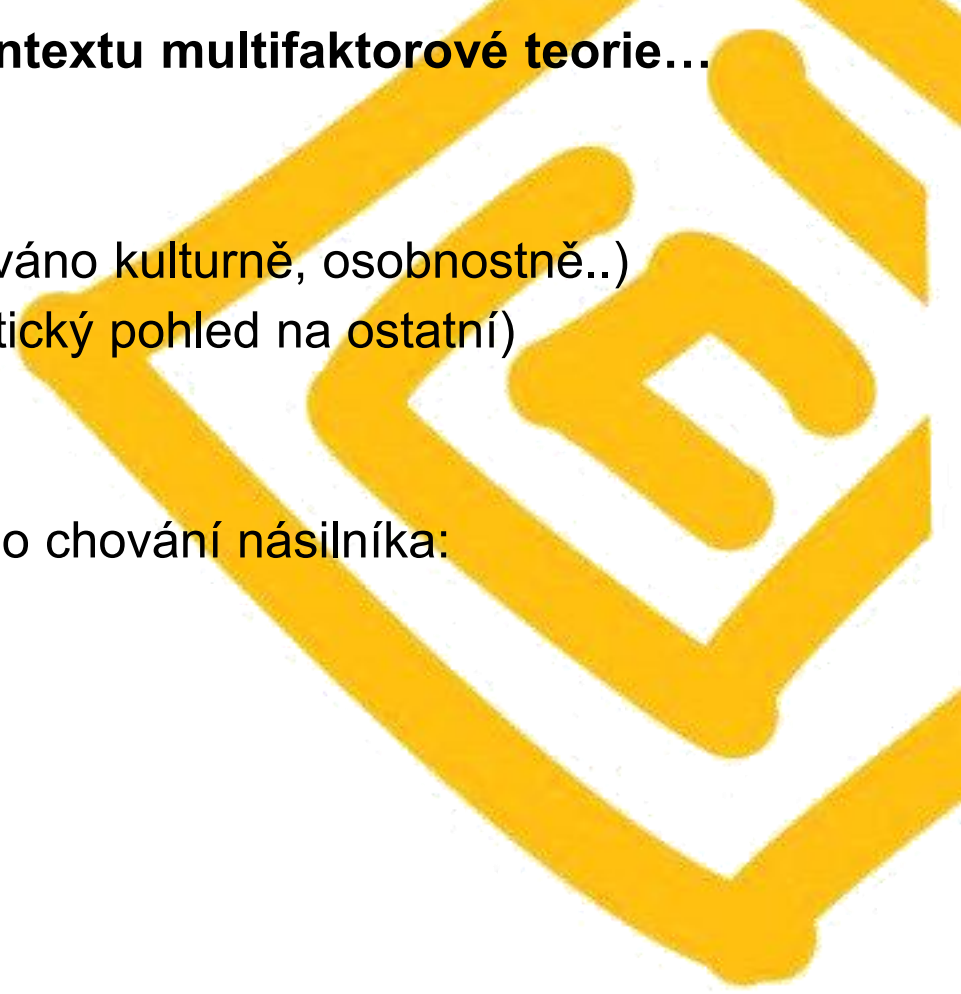 ntextu multifaktorové teorie…
váno kulturně, osobnostně..)
tický pohled na ostatní)
o chování násilníka: